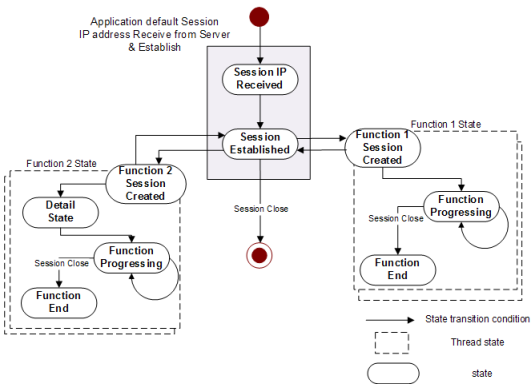 Application default Session
IP address Receive from Server
& Establish
Session IP
Received
Session
Established
Function 1 State
Function 1
Session
Created
Function 2 State
Function 2
Session
Created
Detail
State
Function
Progressing
Session Close
Function
End
Session Close
Function
Progressing
Session Close
Function
End
State transition condition
Thread state
state